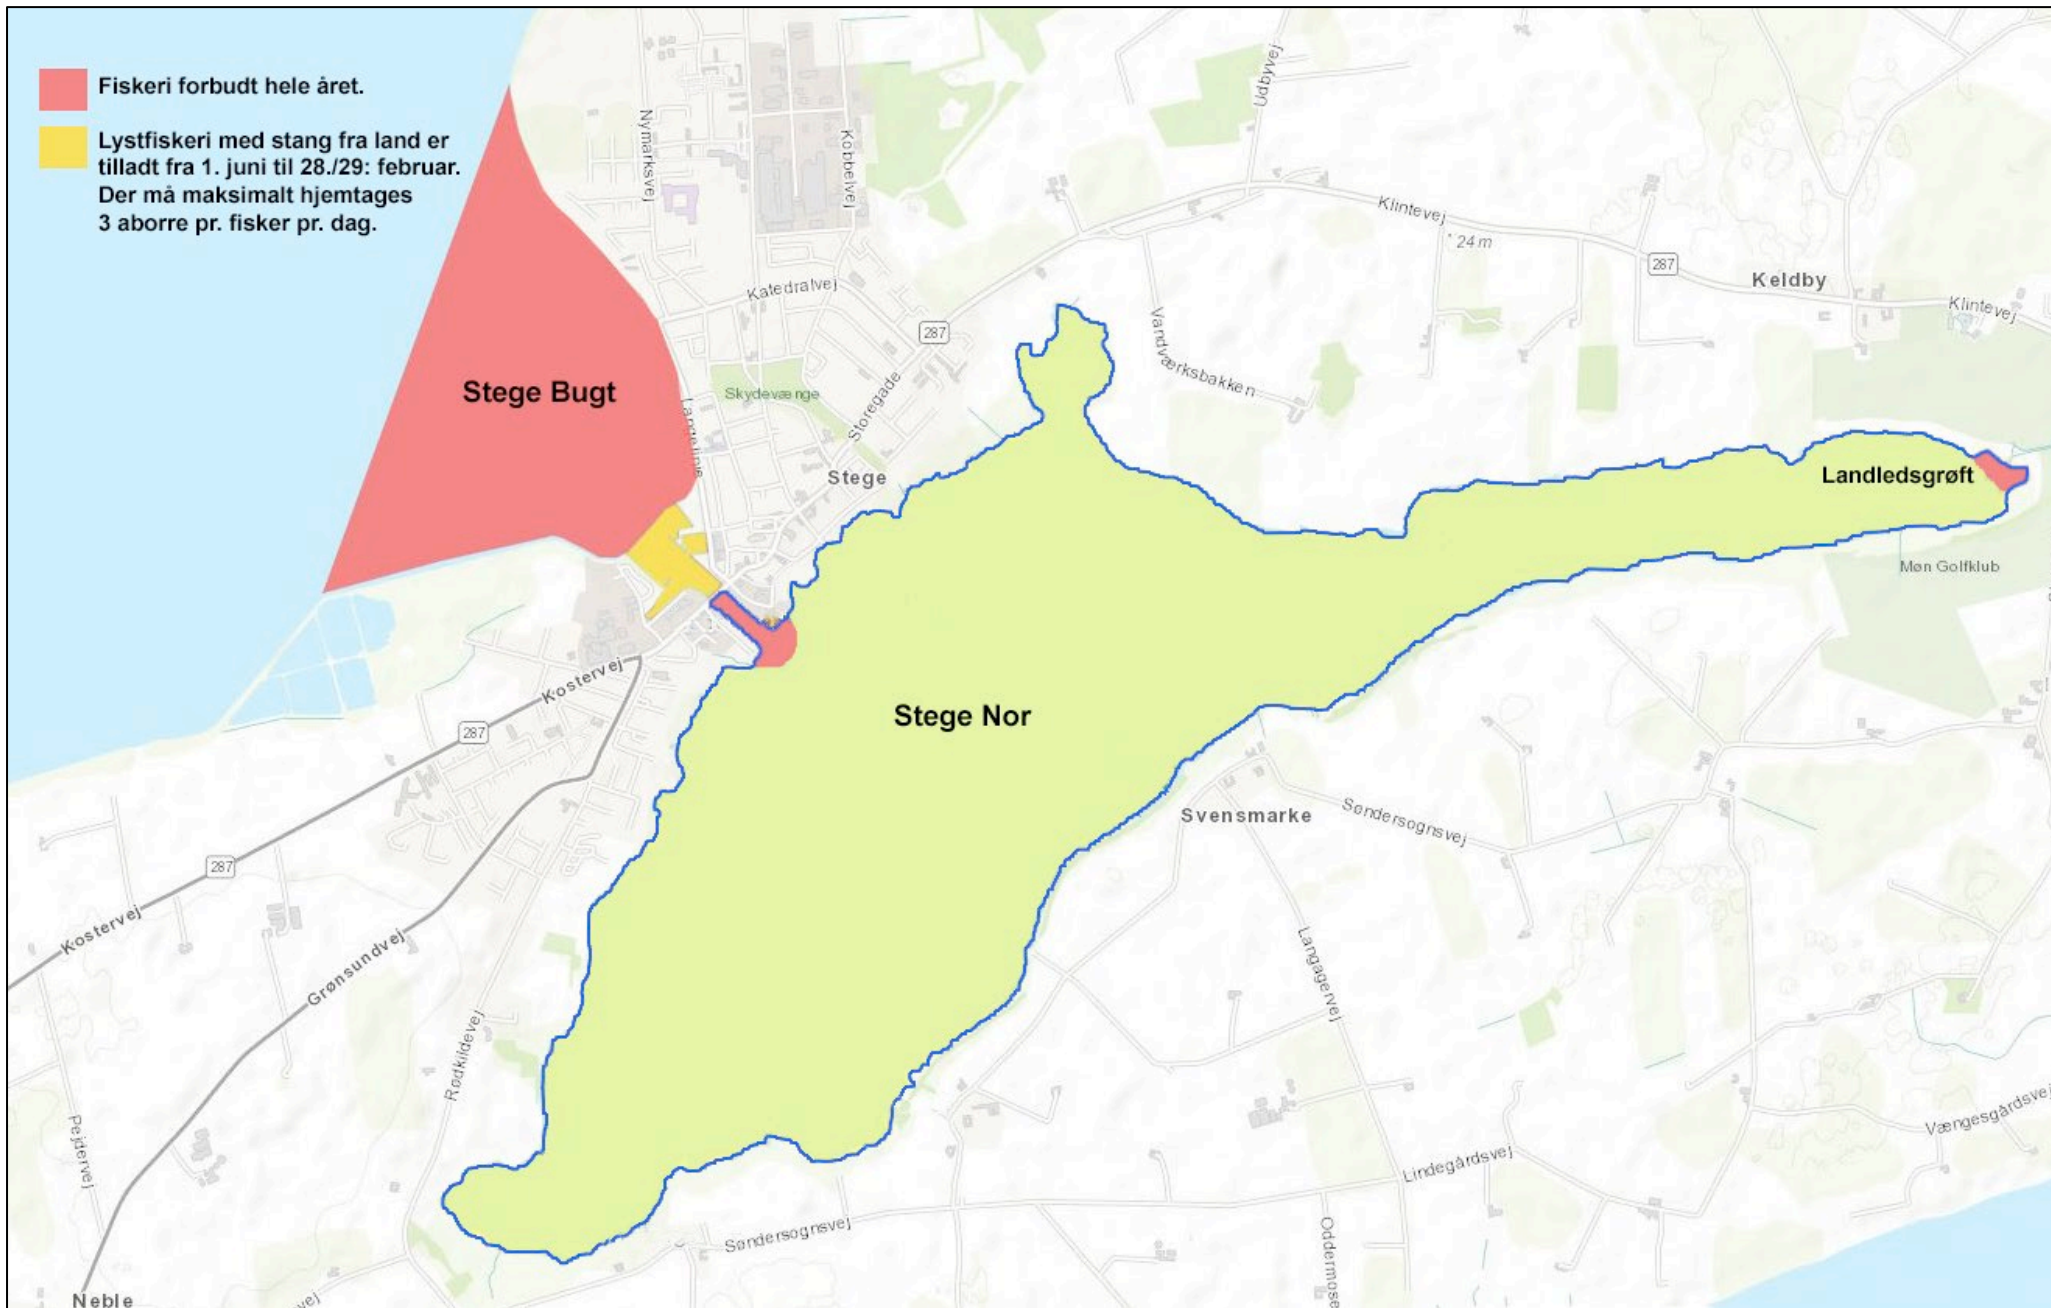 Fiskeri forbudt hele året.
Lystfiskeri med stang fra land er
tilladt fra 1. juni til 28./29: februar.
Der må maksimalt hjemtages
3 aborre pr. fisker pr. dag.
Udbyvej
Nymarksvej
Kobbelvej
Klintevej
24 m
287
Keldby
Klintevej
Katedralvej
287
Vandværksbakken
Stege Bugt
Skydevænge
Storegade
Langelinie
Stege
Landledsgrøft
Møn Golfklub
Kostervej
287
Stege Nor
Svensmarke
Søndersognsvej
287
Kostervej
Grønsundvej
Langagervej
Rødkildevej
Pejdervej
Vængesgårdsvej
Lindegårdsvej
Søndersognsvej
Oddermose
Neble
vej